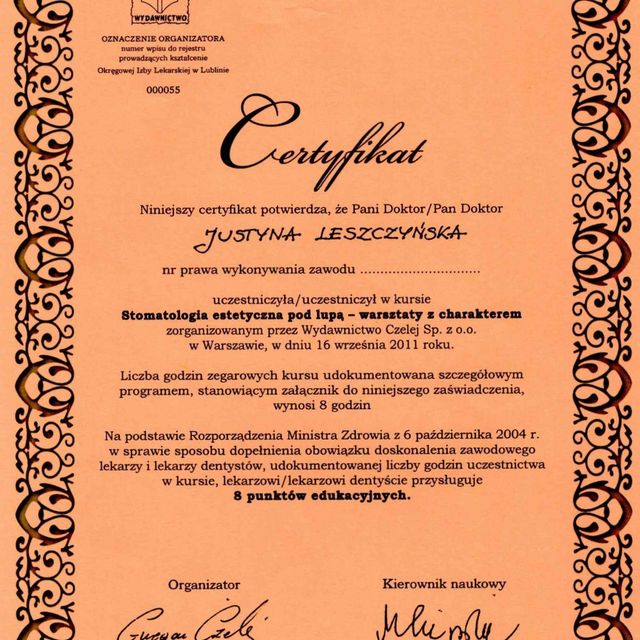 WYDAWNICTWO
OZNACZENIE ORGANIZATORA
numer wpisu do rejestru
prowadzących kształcenie
Okręgowej Izby Lekarskiej w Lublinie
000055
Certyfikat
Niniejszy certyfikat potwierdza, że Pani Doktor/Pan Doktor
JUSTYNA LESZCZYŃSKA
nr prawa wykonywania zawodu ..............................
uczestniczyła/uczestniczył w kursie
Stomatologia estetyczna pod lupą – warsztaty z charakterem
zorganizowanym przez Wydawnictwo Czelej Sp. z o.o.
w Warszawie, w dniu 16 września 2011 roku.
Liczba godzin zegarowych kursu udokumentowana szczegółowym
programem, stanowiącym załącznik do niniejszego zaświadczenia,
wynosi 8 godzin
Na podstawie Rozporządzenia Ministra Zdrowia z 6 października 2004 r.
w sprawie sposobu dopełnienia obowiązku doskonalenia zawodowego
lekarzy i lekarzy dentystów, udokumentowanej liczby godzin uczestnictwa
w kursie, lekarzowi/lekarzowi dentyście przysługuje
8 punktów edukacyjnych.
Organizator
Kierownik naukowy